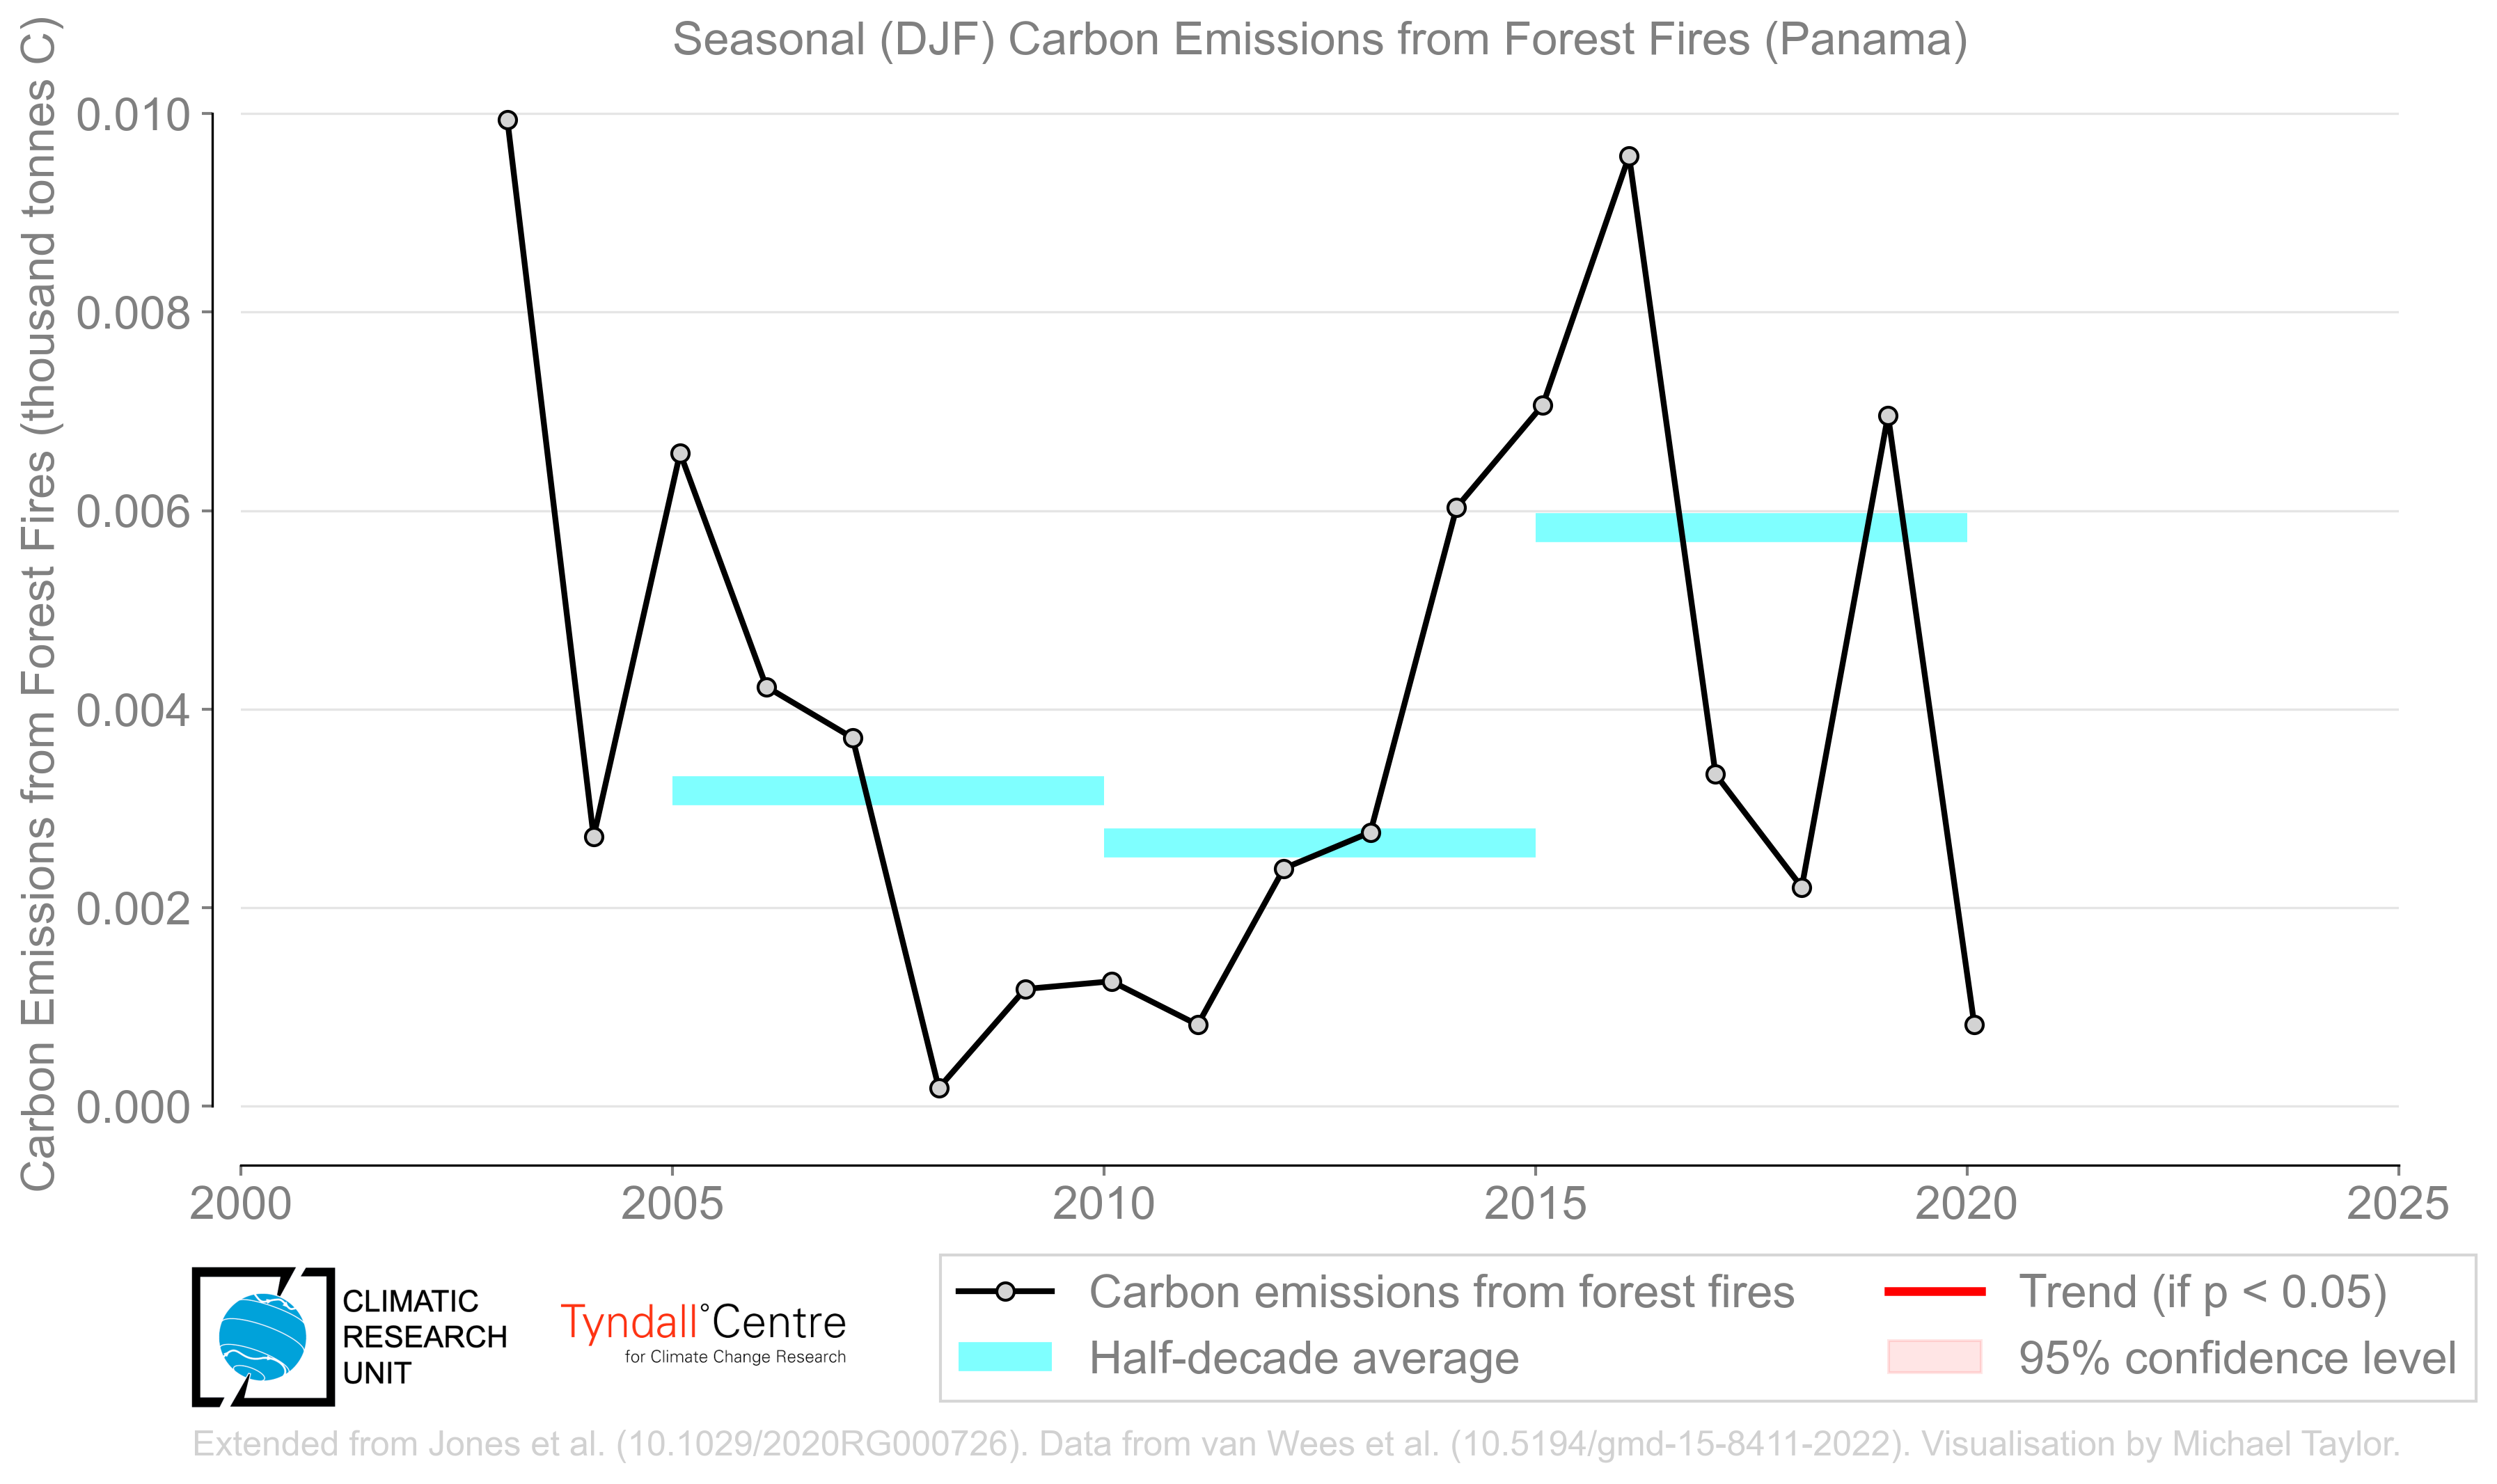 Seasonal (DJF) Carbon Emissions from Forest Fires (Panama)
Carbon Emissions from Forest Fires (thousand tonnes C)
0.010
0.008
0.006
0.004
0.002
0.000
2000 2005 2010 2015 2020 2025
CLIMATIC
RESEARCH
UNIT
Tyndall°Centre
for Climate Change Research
Carbon emissions from forest fires
Half-decade average
Trend (if p < 0.05)
95% confidence level
Extended from Jones et al. (10.1029/2020RG000726). Data from van Wees et al. (10.5194/gmd-15-8411-2022). Visualisation by Michael Taylor.